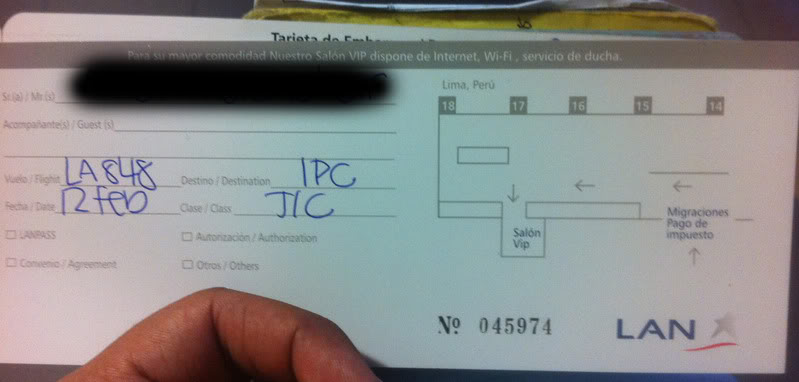 Tarjeta de
Para su mayor comodidad Nuestro Salón VIP dispone de Internet, Wi-Fi , servicio de ducha.
Sr.(a) / Mr.(s)
Acompañante(s) / Guest (s)
Vuelo / Flight LA848 Destino / Destination IPC
Fecha / Date 12 feb Clase / Class J/C
LANPASS Autorización / Authorization
Convenio / Agreement Otros / Others
Lima, Perú
18 17 16 15 14
Migraciones
Pago de
impuesto
Salón
Vip
Nº 045974
LAN